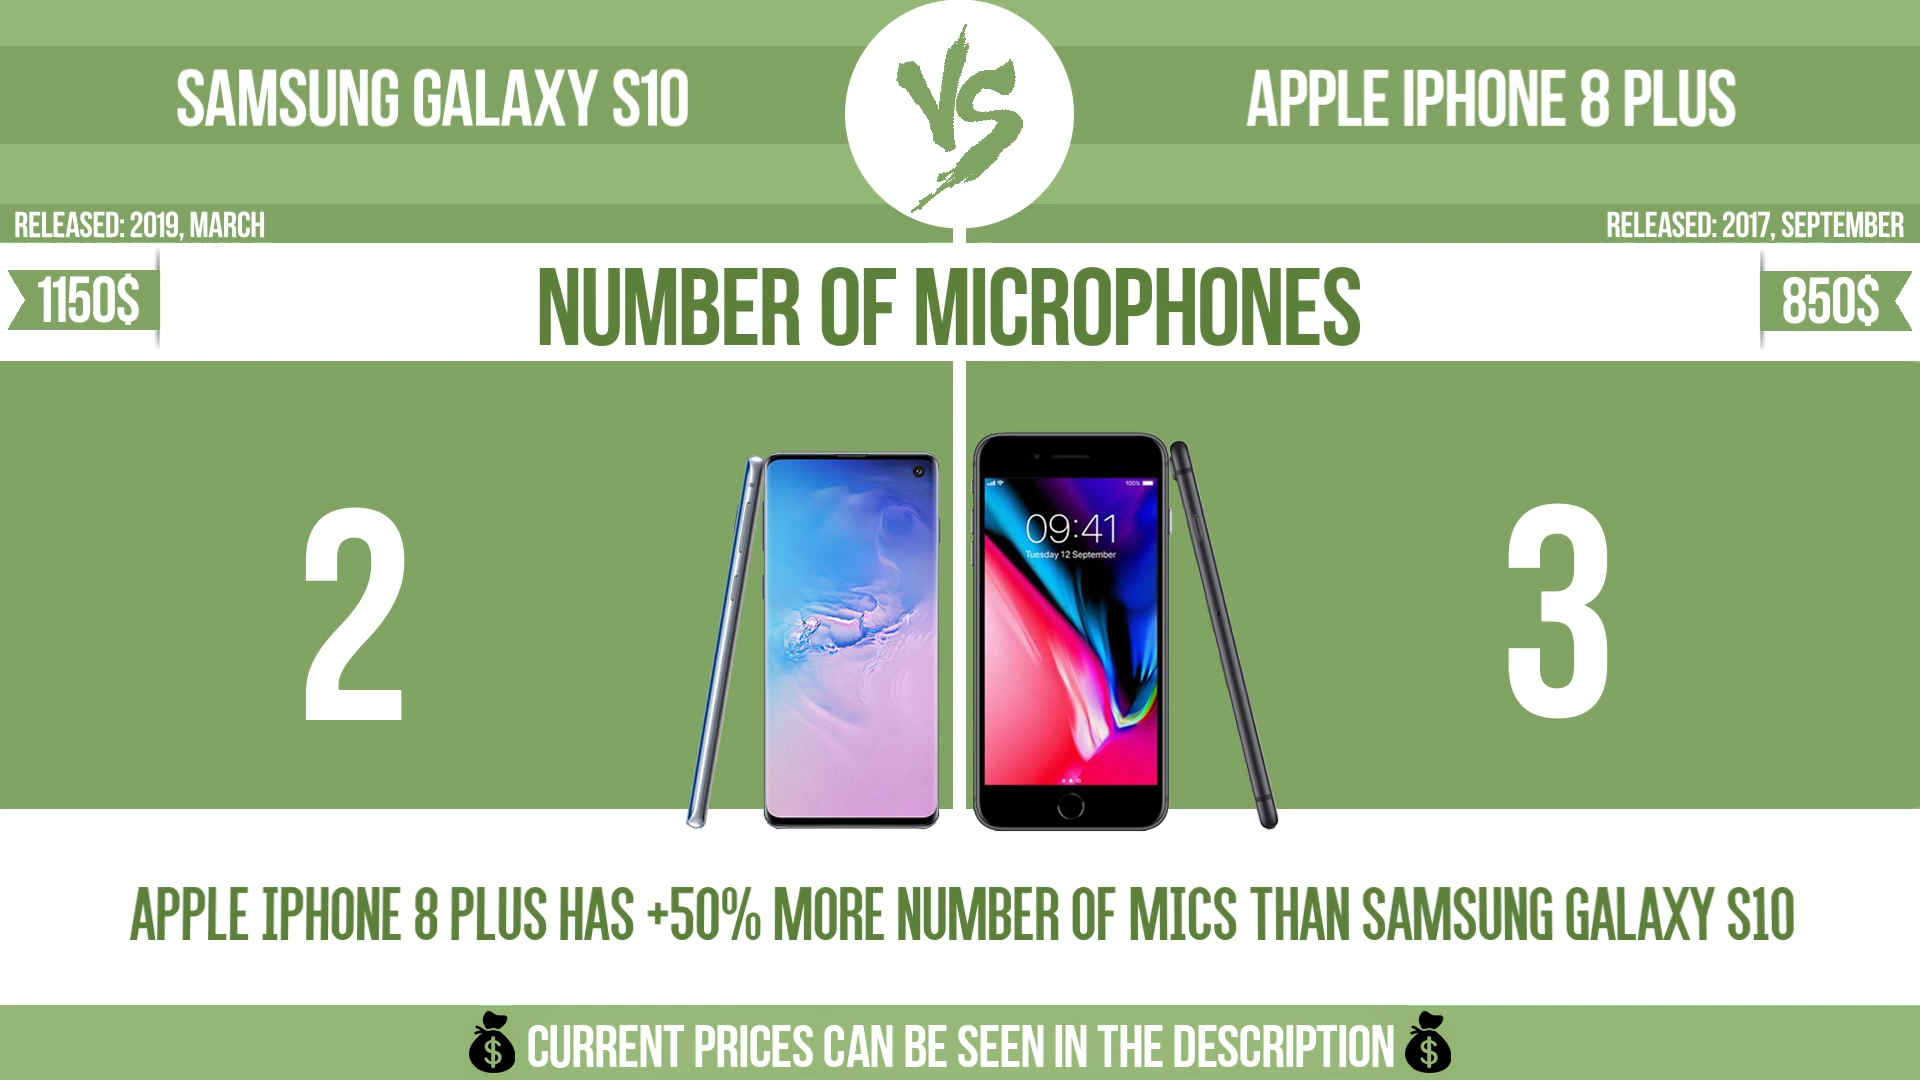 SAMSUNG GALAXY S10
VS
APPLE IPHONE 8 PLUS
RELEASED: 2019, MARCH
RELEASED: 2017, SEPTEMBER
1150$
NUMBER OF MICROPHONES
850$
2
100%
09:41
Tuesday 12 September
3
APPLE IPHONE 8 PLUS HAS +50% MORE NUMBER OF MICS THAN SAMSUNG GALAXY S10
$ CURRENT PRICES CAN BE SEEN IN THE DESCRIPTION $